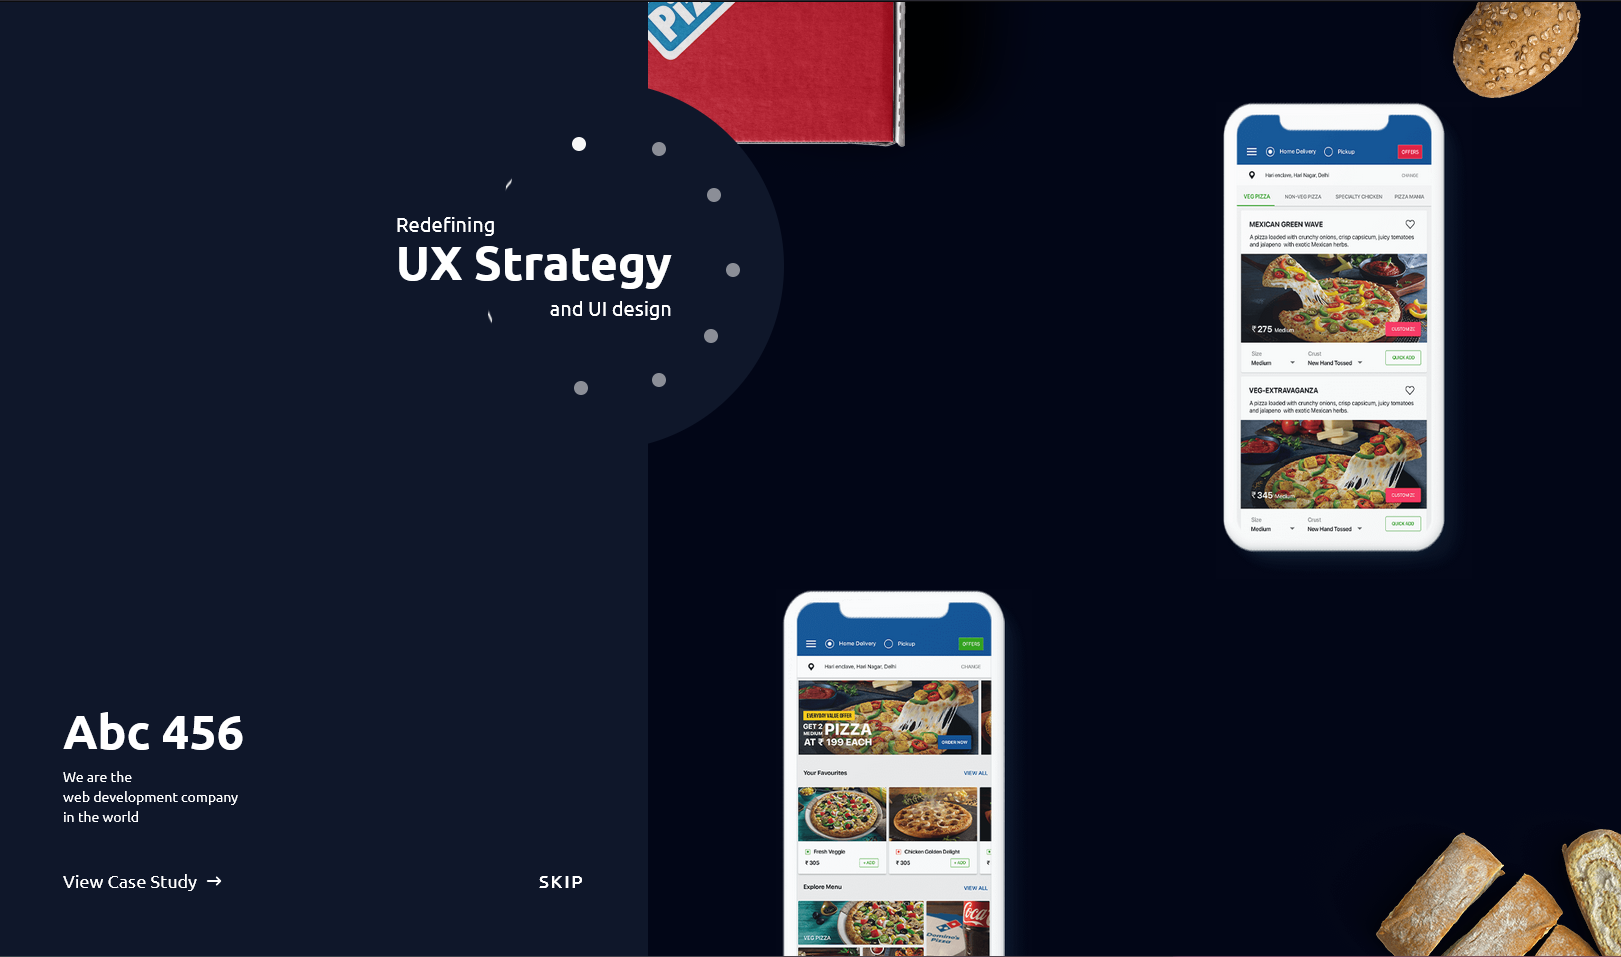 Redefining
UX Strategy
and UI design
Abc 456
We are the
web development company
in the world
View Case Study →
SKIP
Home Delivery
Pickup
OFFERS
Hari enclave, Hari Nagar, Delhi
CHANGE
VEG PIZZA
NON-VEG PIZZA
SPECIALTY CHICKEN
PIZZA MANIA
MEXICAN GREEN WAVE
A pizza loaded with crunchy onions, crisp capsicum, juicy tomatoes
and jalapeno with exotic Mexican herbs.
₹ 275 Medium
CUSTOMIZE
Size
Crust
Medium
New Hand Tossed
QUICK ADD
VEG-EXTRAVAGANZA
A pizza loaded with crunchy onions, crisp capsicum, juicy tomatoes
and jalapeno with exotic Mexican herbs.
₹ 345 Medium
CUSTOMIZE
Size
Crust
Medium
New Hand Tossed
QUICK ADD
Home Delivery
Pickup
OFFERS
Hari enclave, Hari Nagar, Delhi
CHANGE
EVERYDAY VALUE OFFER
GET 2
MEDIUM PIZZA
AT ₹ 199 EACH
ORDER NOW
Your Favourites
VIEW ALL
Fresh Veggie
₹ 305
+ ADD
Chicken Golden Delight
₹ 305
+ ADD
Explore Menu
VIEW ALL
VEG PIZZA
Domino's
Pizza